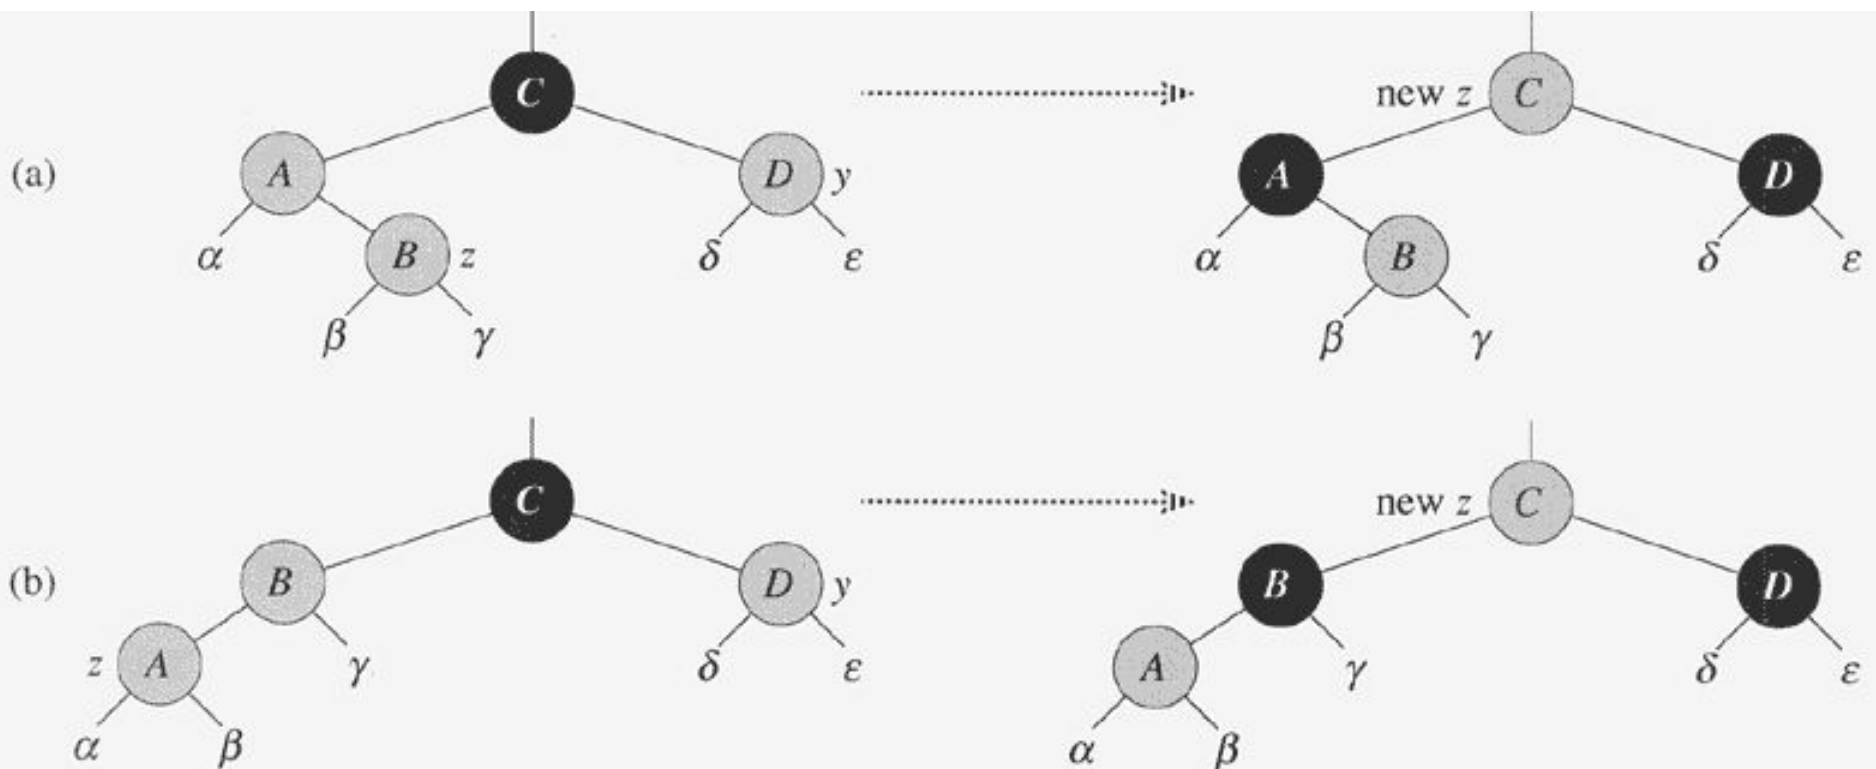 C
new z C
(a) A D y
A D
α B z δ ε
α B δ ε
β γ
β γ
C
new z C
(b) B D y
B D
z A γ δ ε
A γ δ ε
α β
α β